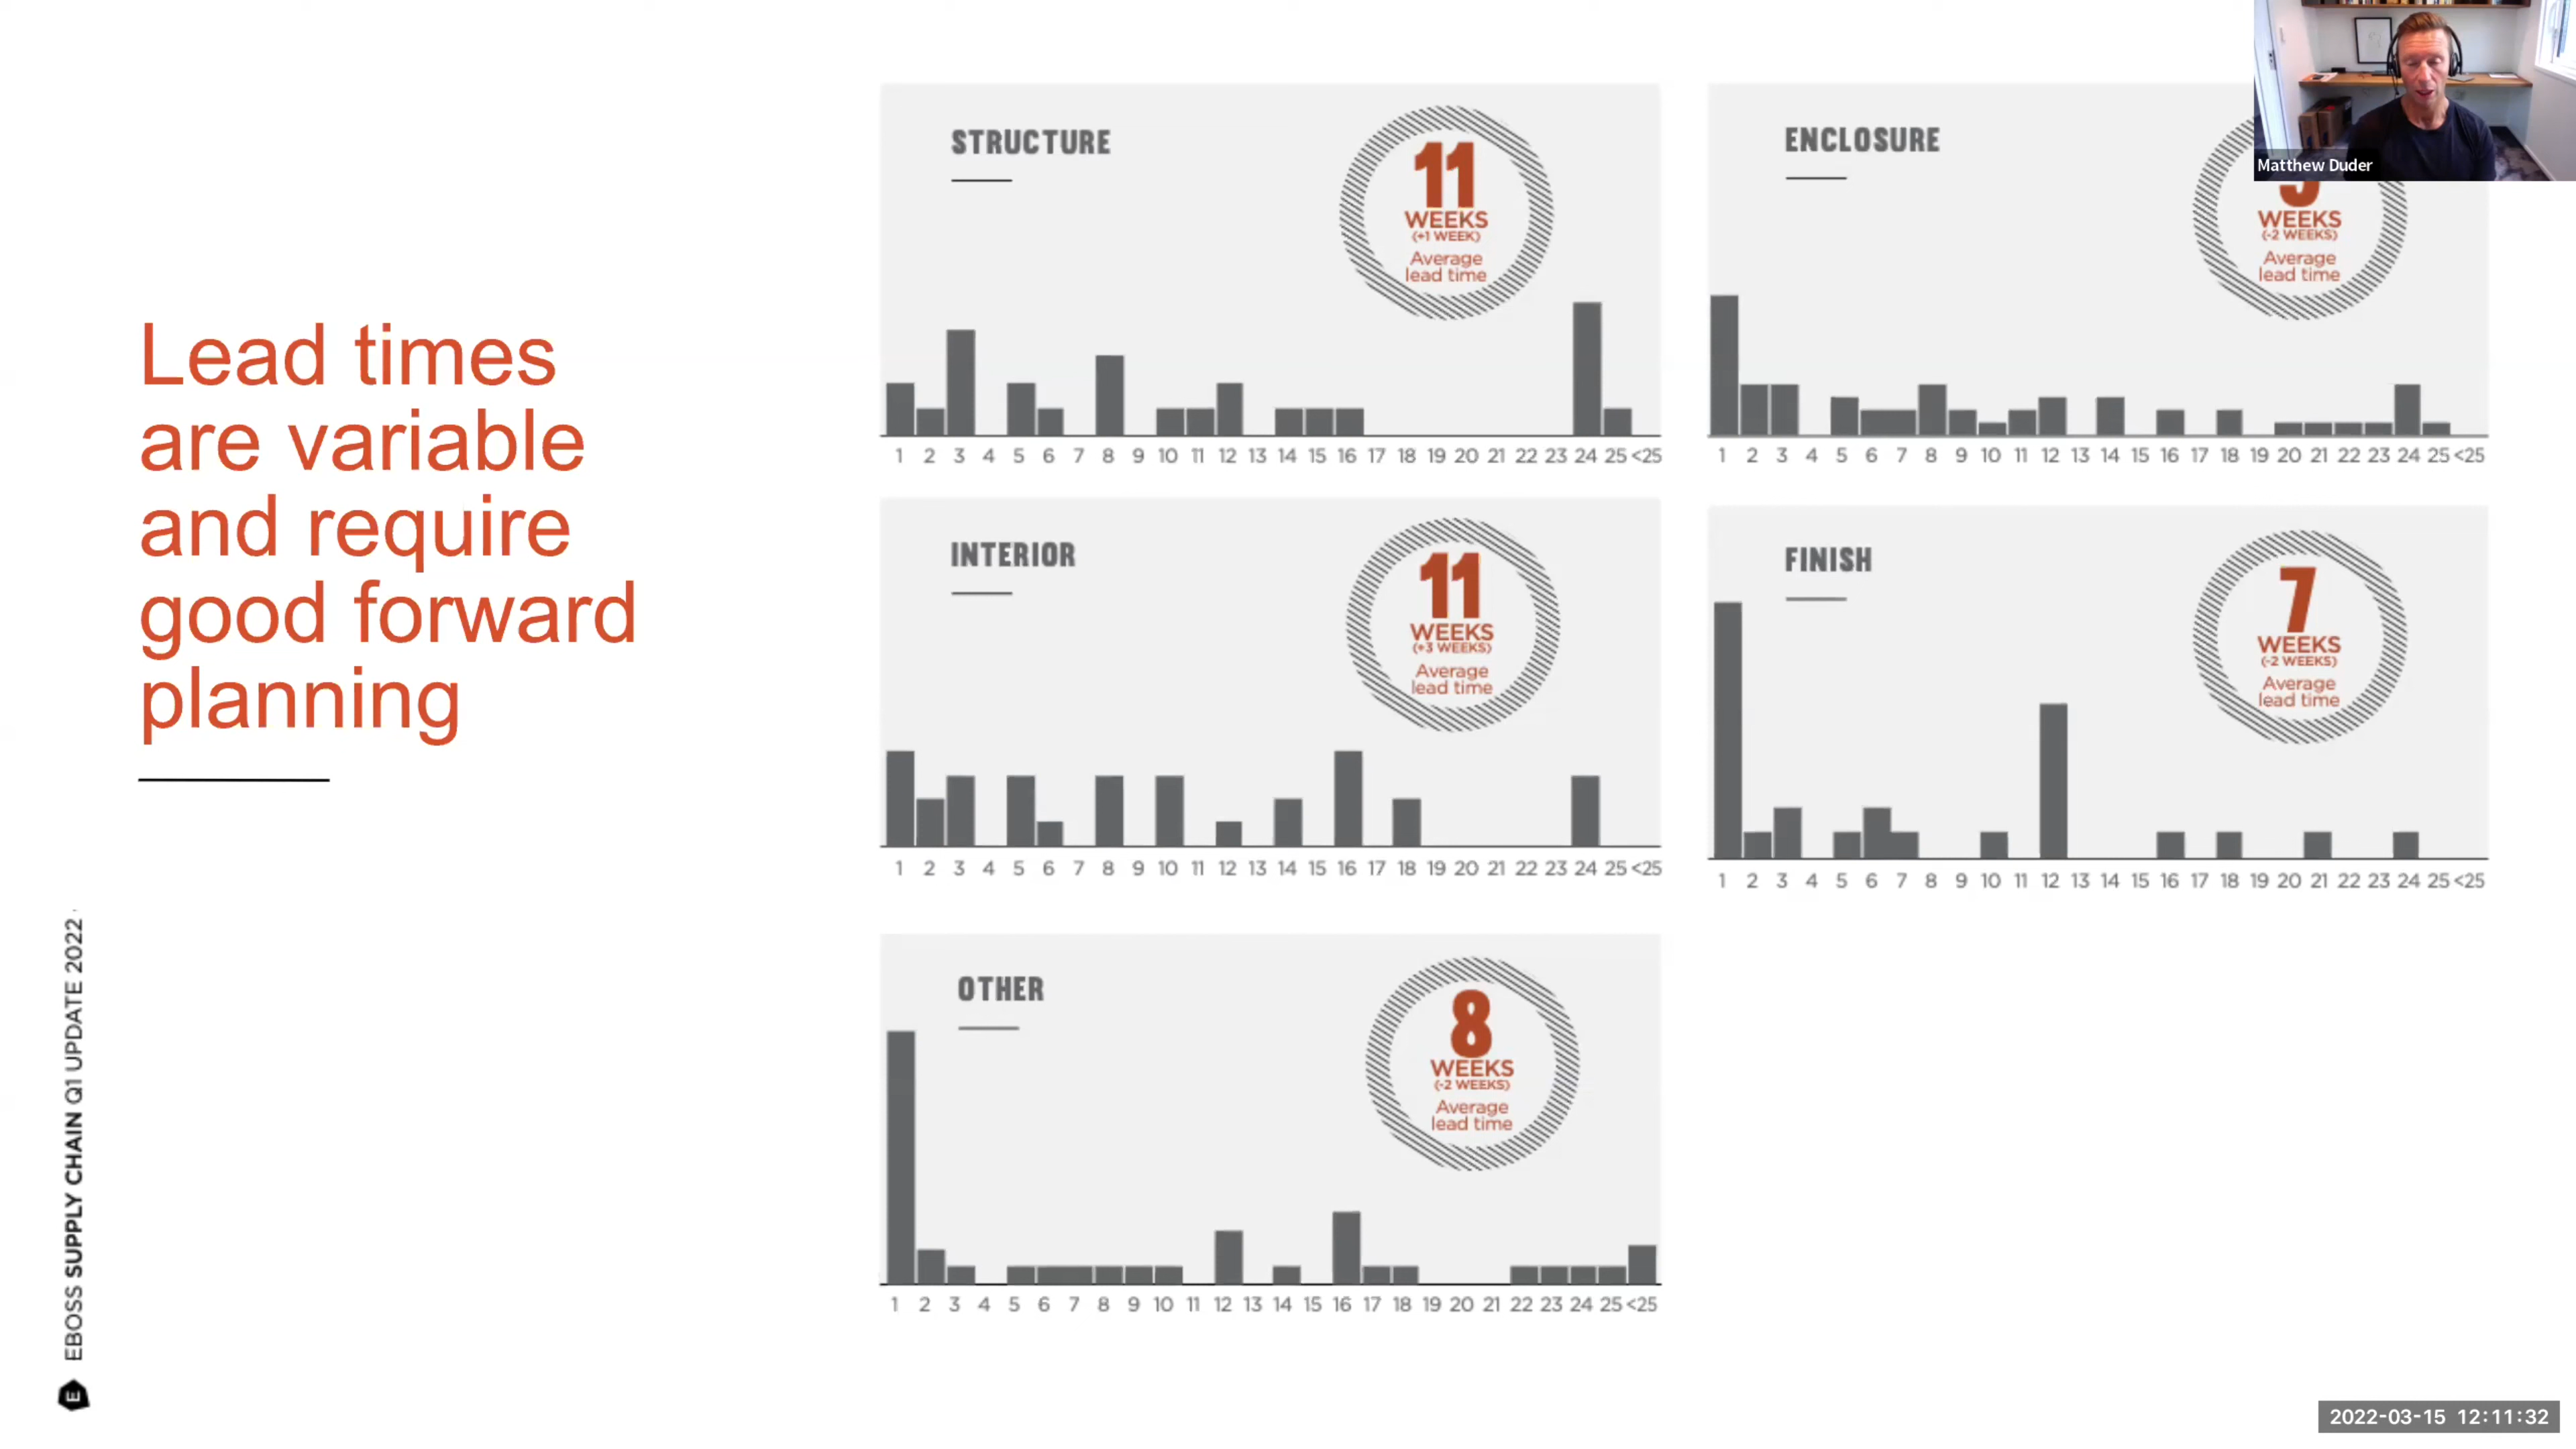 Lead times
are variable
and require
good forward
planning
STRUCTURE
11
WEEKS
(+1 WEEK)
Average
lead time
1 2 3 4 5 6 7 8 9 10 11 12 13 14 15 16 17 18 19 20 21 22 23 24 25 <25
ENCLOSURE
WEEKS
(-2 WEEKS)
Average
lead time
1 2 3 4 5 6 7 8 9 10 11 12 13 14 15 16 17 18 19 20 21 22 23 24 25 <25
INTERIOR
11
WEEKS
(+3 WEEKS)
Average
lead time
1 2 3 4 5 6 7 8 9 10 11 12 13 14 15 16 17 18 19 20 21 22 23 24 25 <25
FINISH
7
WEEKS
(-2 WEEKS)
Average
lead time
1 2 3 4 5 6 7 8 9 10 11 12 13 14 15 16 17 18 19 20 21 22 23 24 25 <25
OTHER
8
WEEKS
(-2 WEEKS)
Average
lead time
1 2 3 4 5 6 7 8 9 10 11 12 13 14 15 16 17 18 19 20 21 22 23 24 25 <25
EBOSS SUPPLY CHAIN Q1 UPDATE 2022
E
Matthew Duder
2022-03-15 12:11:32